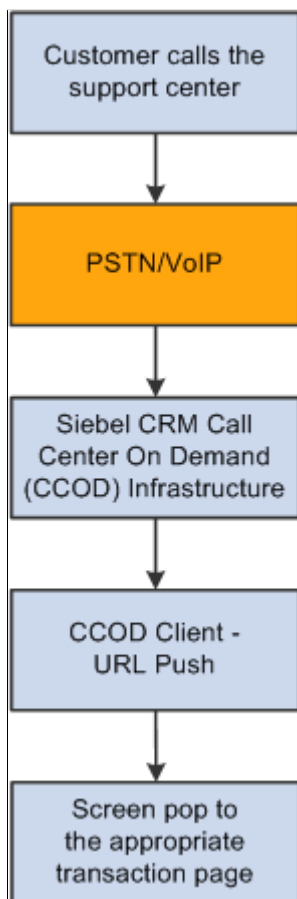 Customer calls the
support center
PSTN/VoIP
Siebel CRM Call
Center On Demand
(CCOD) Infrastructure
CCOD Client -
URL Push
Screen pop to
the appropriate
transaction page